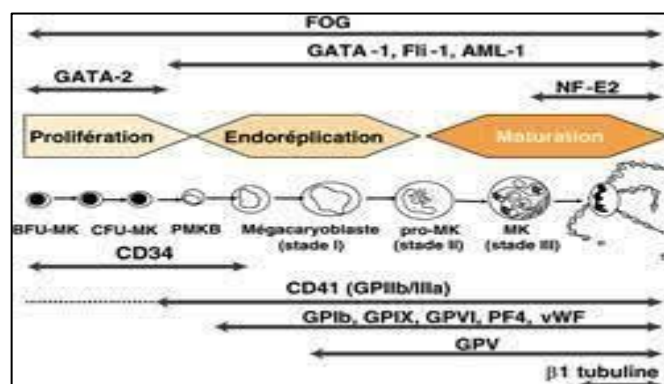 FOG
GATA-1, Fli-1, AML-1
GATA-2
NF-E2
Prolifération Endoréplication Maturation
BFU-MK CFU-MK PMKB Mégacaryoblaste pro-MK MK
(stade I) (stade II) (stade III)
CD34
CD41 (GPIIb/IIIa)
GPIb, GPIX, GPVI, PF4, vWF
GPV
β1 tubuline